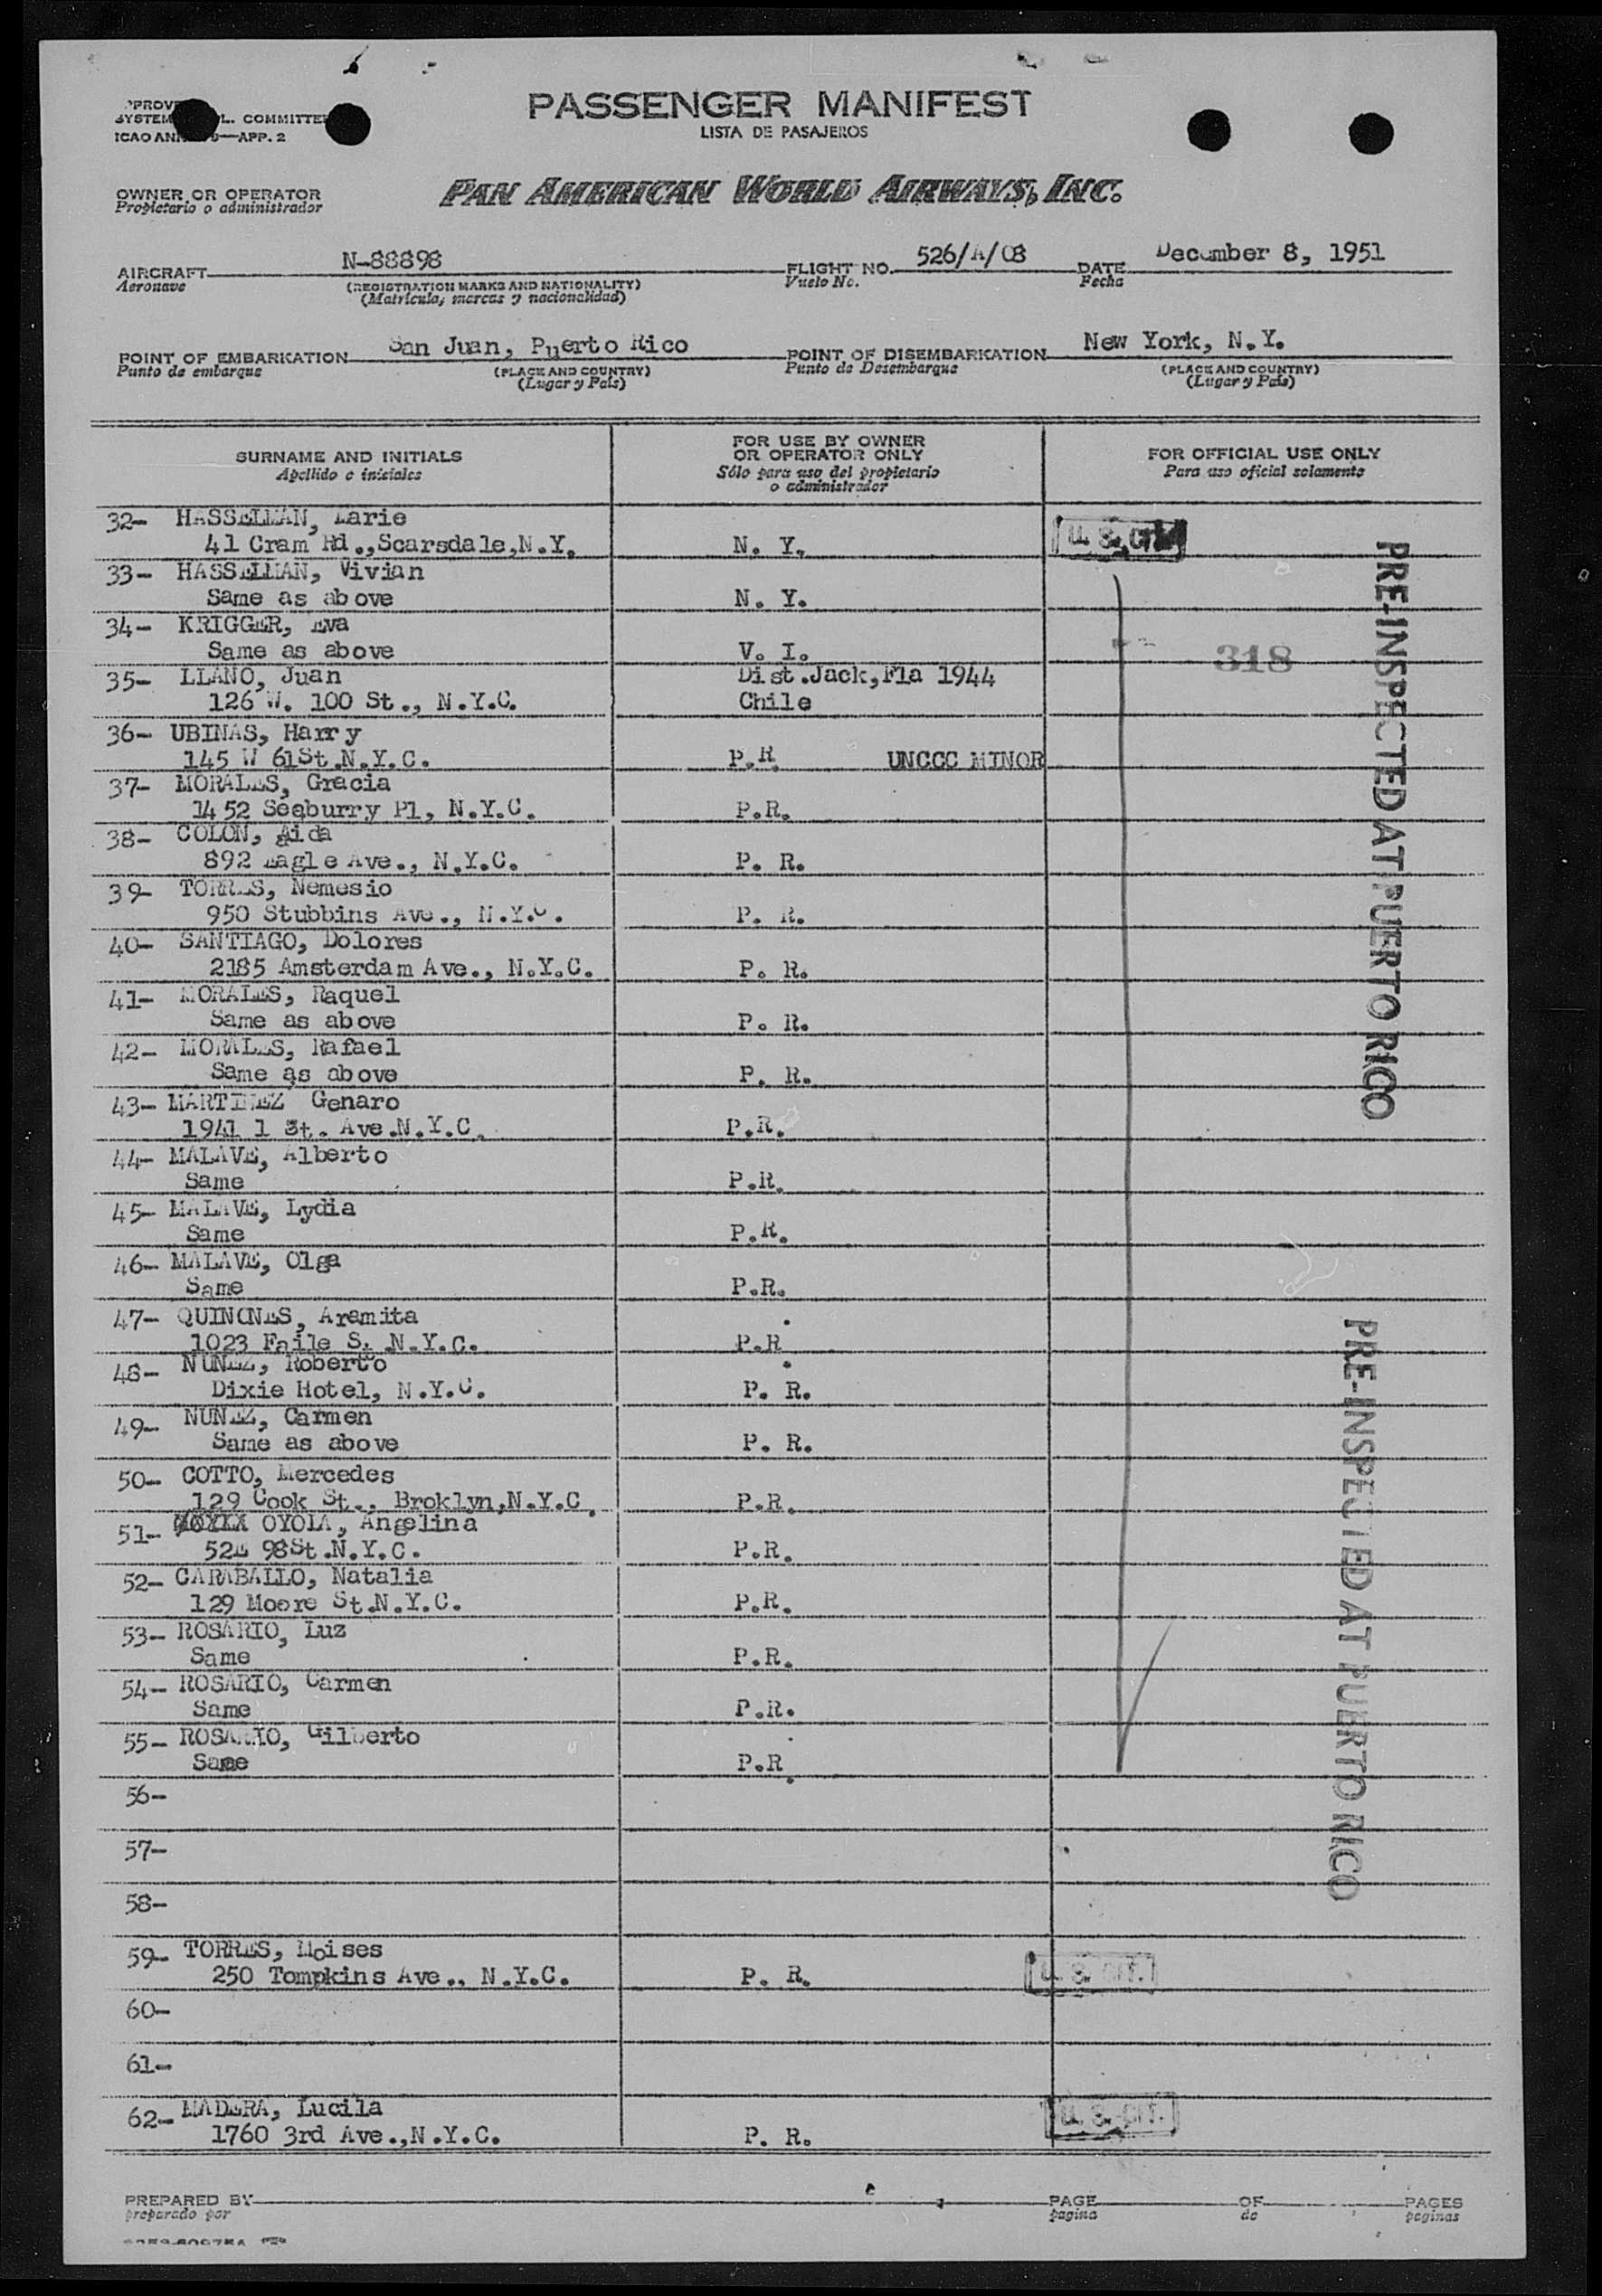 PASSENGER MANIFEST
LISTA DE PASAJEROS
COMMITTEE
APP. 2
OWNER OR OPERATOR
Propietario o administrador
PAN AMERICAN WORLD AIRWAYS, INC.
AIRCRAFT N-88898 FLIGHT NO. 526/A/08 DATE December 8, 1951
Aeronave (REGISTRATION MARKS AND NATIONALITY) Vuelo No. Fecha
(Matrícula, marcas y nacionalidad)
POINT OF EMBARKATION San Juan, Puerto Rico POINT OF DISEMBARKATION New York, N.Y.
Punto de embarque (PLACE AND COUNTRY) Punto de Desembarque (PLACE AND COUNTRY)
(Lugar y País) (Lugar y País)
SURNAME AND INITIALS
Apellido e iniciales
FOR USE BY OWNER
OR OPERATOR ONLY
Sólo para uso del propietario
o administrador
FOR OFFICIAL USE ONLY
Para uso oficial solamente
32- HASSELMAN, Marie
41 Cram Rd.,Scarsdale,N.Y. N. Y. U. S. CIT.
33- HASSELMAN, Vivian
Same as above N. Y.
34- KRIGGER, Eva
Same as above V. I. 318
35- LLANO, Juan Dist.Jack,Fla 1944
126 W. 100 St., N.Y.C. Chile
36- UBINAS, Harry
145 W 61St.N.Y.C. P.R. UNCCC MINOR
37- MORALES, Gracia
1452 Seaburry Pl, N.Y.C. P.R.
38- COLON, Aida
892 Eagle Ave., N.Y.C. P. R.
39- TORRES, Nemesio
950 Stubbins Ave., N.Y.C. P. R.
40- SANTIAGO, Dolores
2185 Amsterdam Ave., N.Y.C. P. R.
41- MORALES, Raquel
Same as above P. R.
42- MORALES, Rafael
Same as above P. R.
43- MARTINEZ Genaro
1941 1 St. Ave.N.Y.C. P.R.
44- MALAVE, Alberto
Same P.R.
45- MALAVE, Lydia
Same P.R.
46- MALAVE, Olga
Same P.R.
47- QUINONES, Aramita
1023 Faile St.N.Y.C. P.R.
48- NUNEZ, Roberto
Dixie Hotel, N.Y.C. P. R.
49- NUNEZ, Carmen
Same as above P. R.
50- COTTO, Mercedes
129 Cook St., Broklyn,N.Y.C. P.R.
51- OYOLA, Angelina
52E 98St.N.Y.C. P.R.
52- CARABALLO, Natalia
129 Moore St.N.Y.C. P.R.
53- ROSARIO, Luz
Same P.R.
54- ROSARIO, Carmen
Same P.R.
55- ROSARIO, Gilberto
Same P.R.
56-
57-
58-
59- TORRES, Moises
250 Tompkins Ave., N.Y.C. P. R. U. S. CIT.
60-
61-
62- MADERA, Lucila
1760 3rd Ave.,N.Y.C. P. R. U. S. CIT.
PRE-INSPECTED AT PUERTO RICO
PRE-INSPECTED AT PUERTO RICO
PREPARED BY PAGE OF PAGES
preparado por pagina de paginas